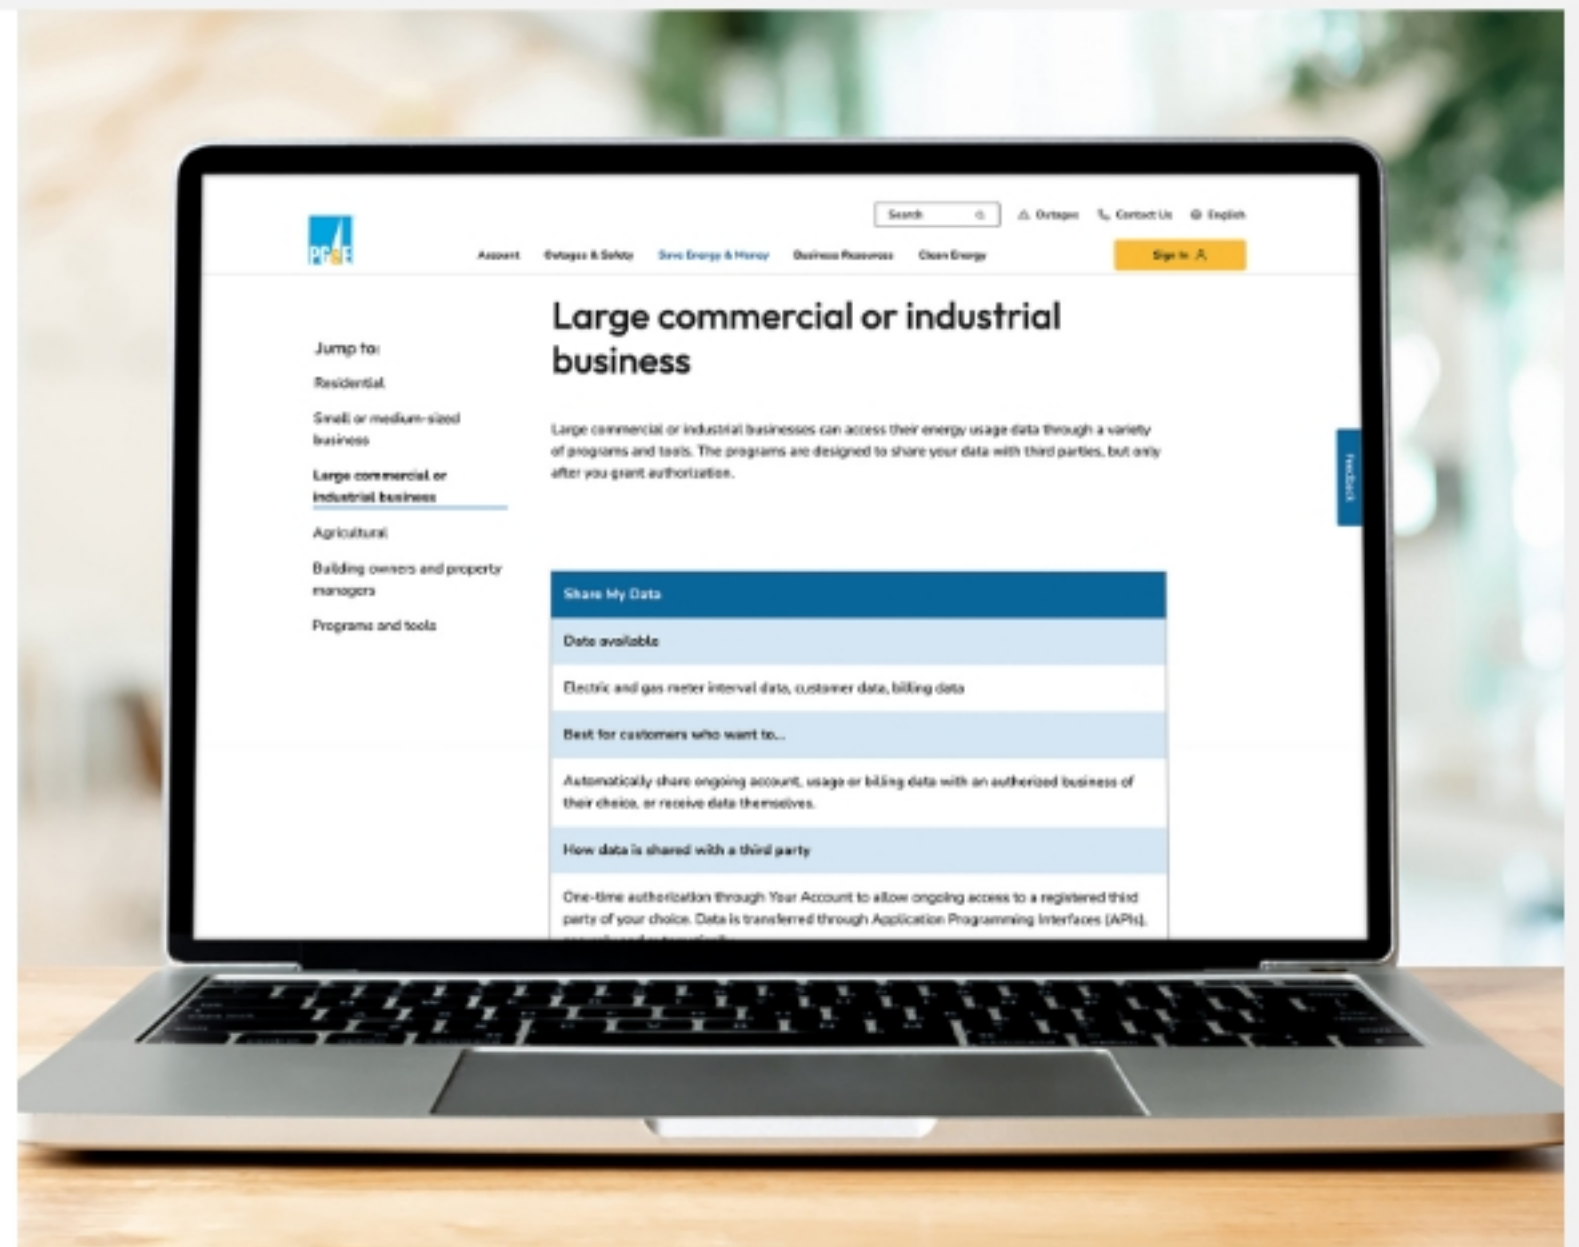 Search
Outages
Contact Us
English
PG&E
Account
Outages & Safety
Save Energy & Money
Business Resources
Clean Energy
Sign In
Large commercial or industrial
business
Jump to:
Residential
Small or medium-sized
business
Large commercial or
industrial business
Agricultural
Building owners and property
managers
Programs and tools
Large commercial or industrial businesses can access their energy usage data through a variety
of programs and tools. The programs are designed to share your data with third parties, but only
after you grant authorization.
Feedback
Share My Data
Data available
Electric and gas meter interval data, customer data, billing data
Best for customers who want to...
Automatically share ongoing account, usage or billing data with an authorized business of
their choice, or receive data themselves.
How data is shared with a third party
One-time authorization through Your Account to allow ongoing access to a registered third
party of your choice. Data is transferred through Application Programming Interfaces (APIs),